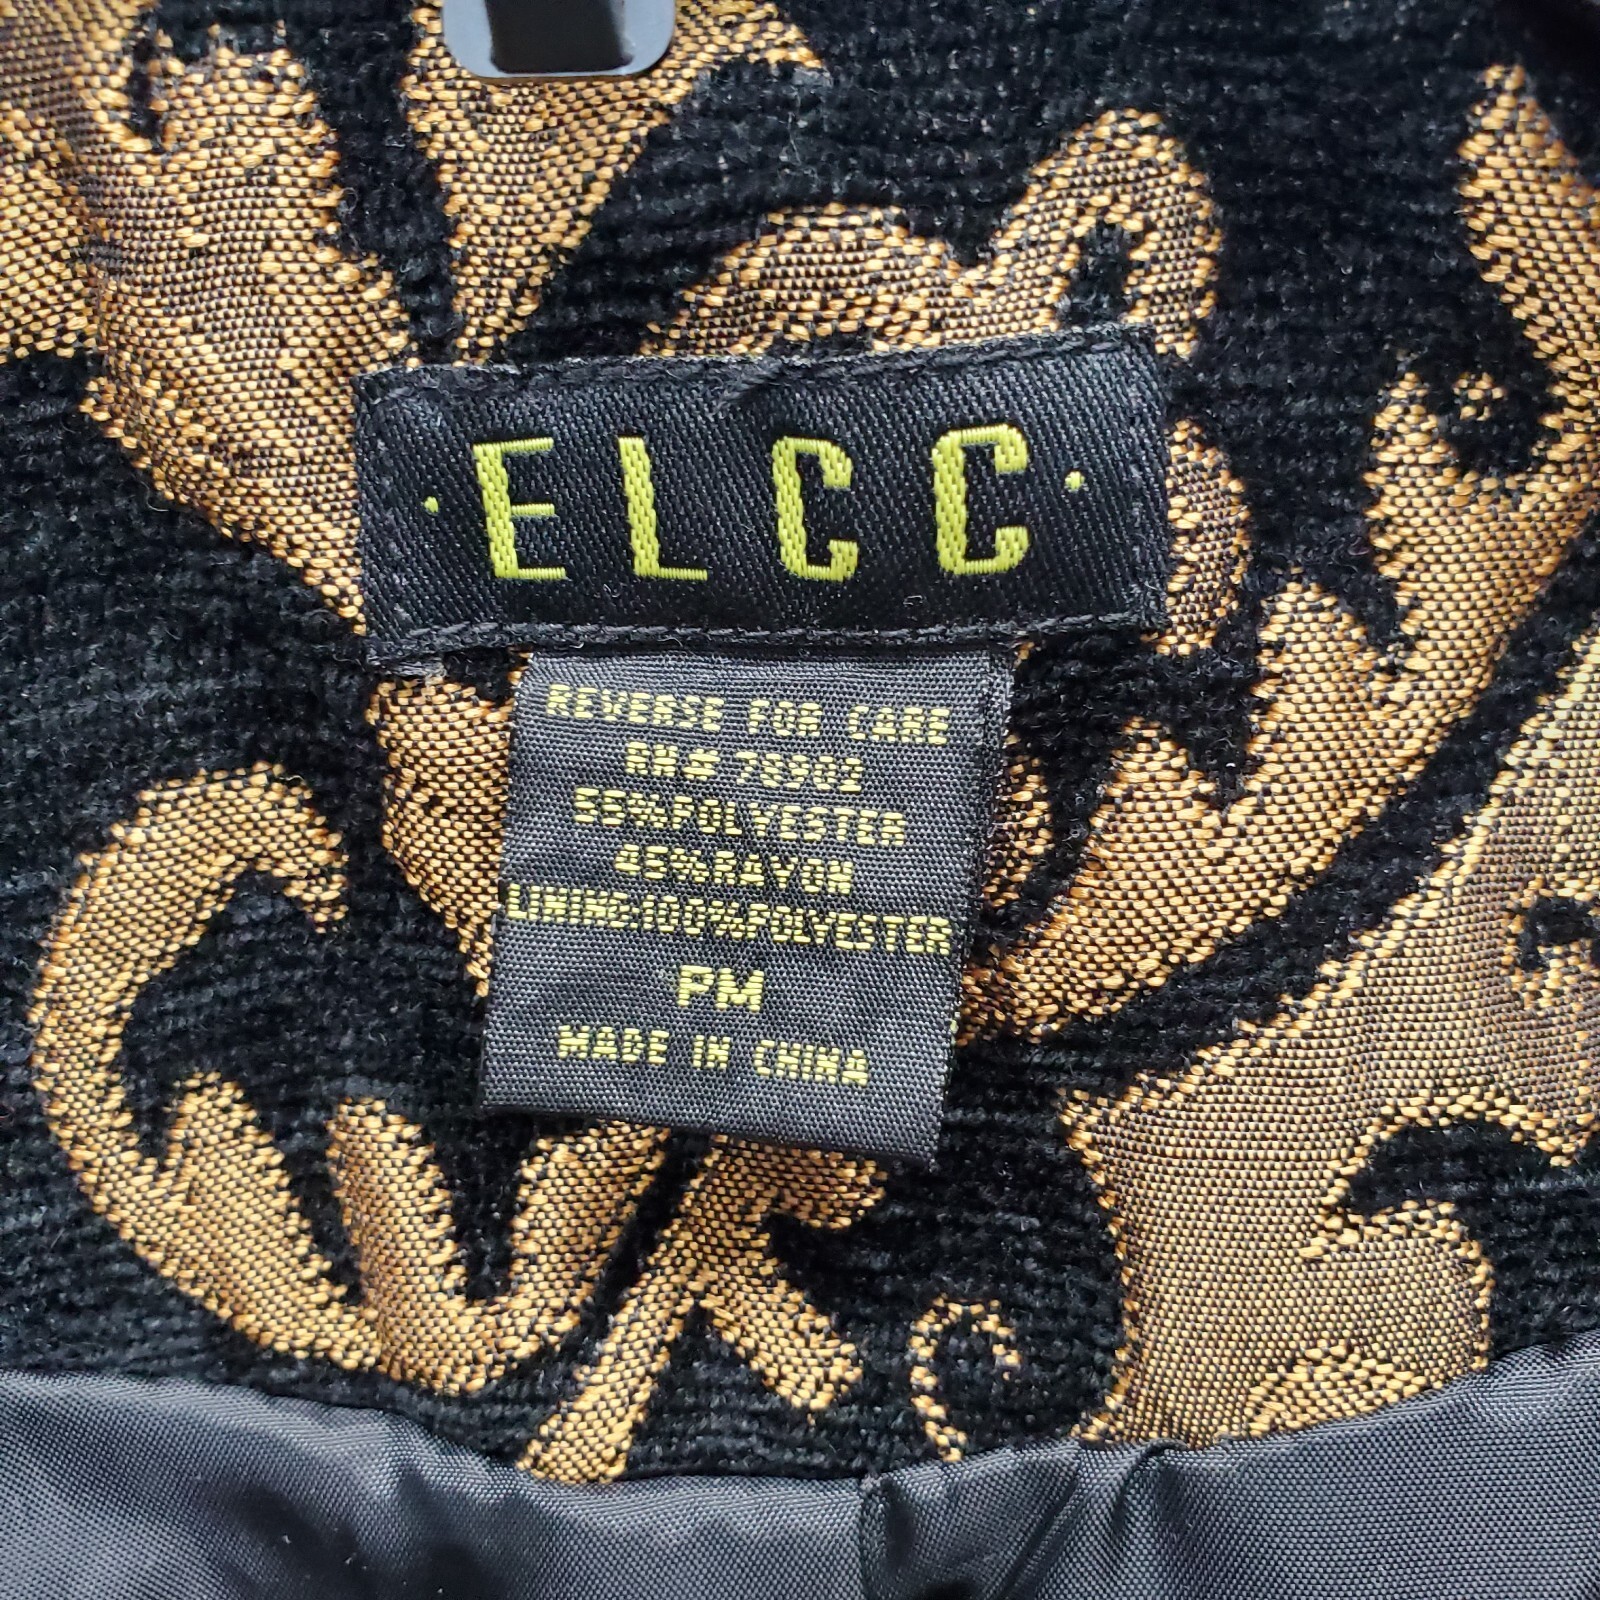 · ELCC ·
REVERSE FOR CARE
RN# 78902
55%POLYESTER
45%RAYON
LINING:100%POLYESTER
PM
MADE IN CHINA